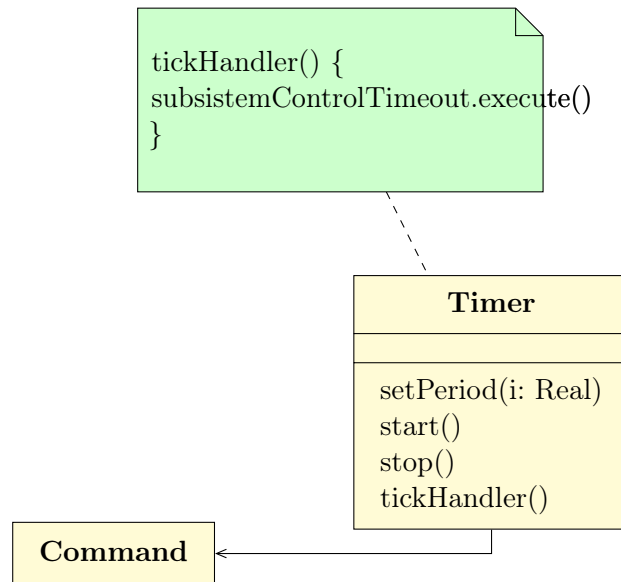 tickHandler() {
subsistemControlTimeout.execute()
}
Timer
setPeriod(i: Real)
start()
stop()
tickHandler()
Command